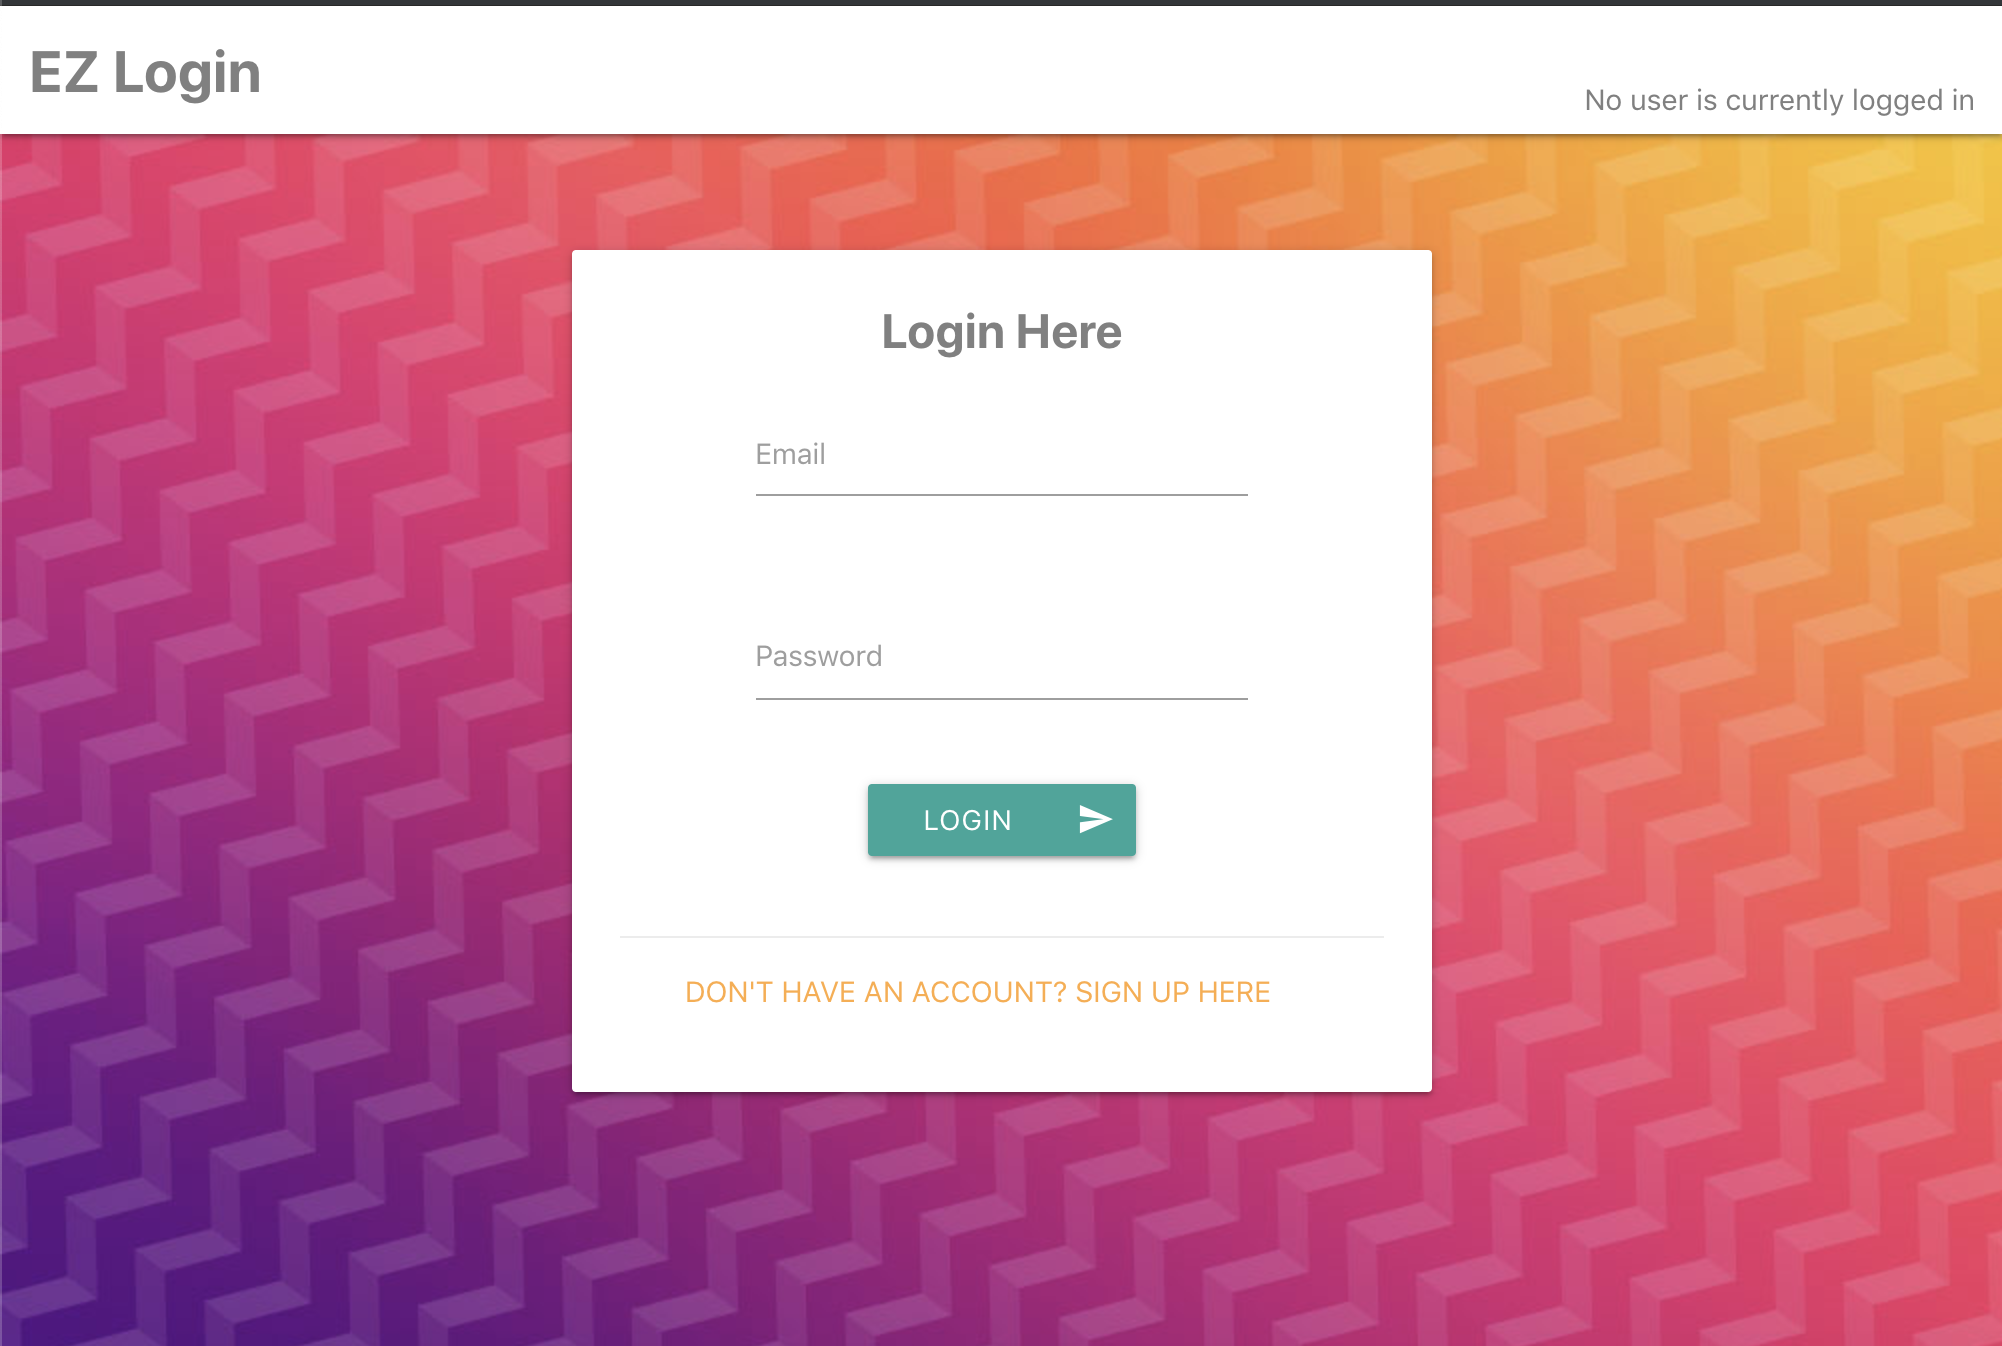 EZ Login
No user is currently logged in
Login Here
Email
Password
LOGIN
DON'T HAVE AN ACCOUNT? SIGN UP HERE